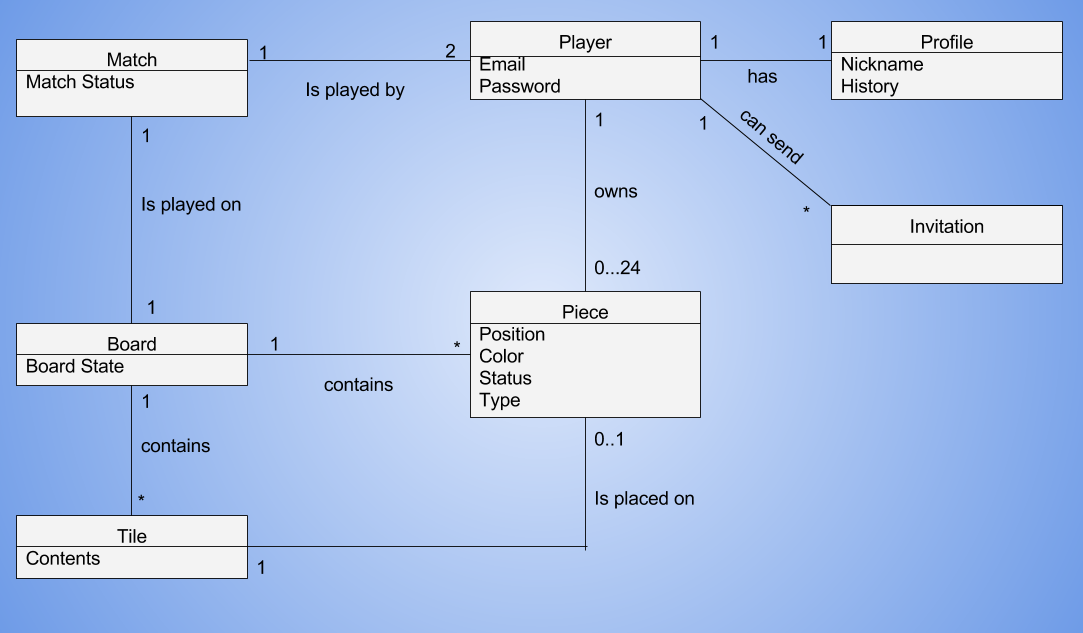 Match
Match Status
1
Is played by
2
Player
Email
Password
1
has
1
Profile
Nickname
History
1
can send
*
Invitation
1
Is played on
1
1
owns
0...24
Board
Board State
1
contains
*
Piece
Position
Color
Status
Type
1
contains
*
0..1
Is placed on
1
Tile
Contents